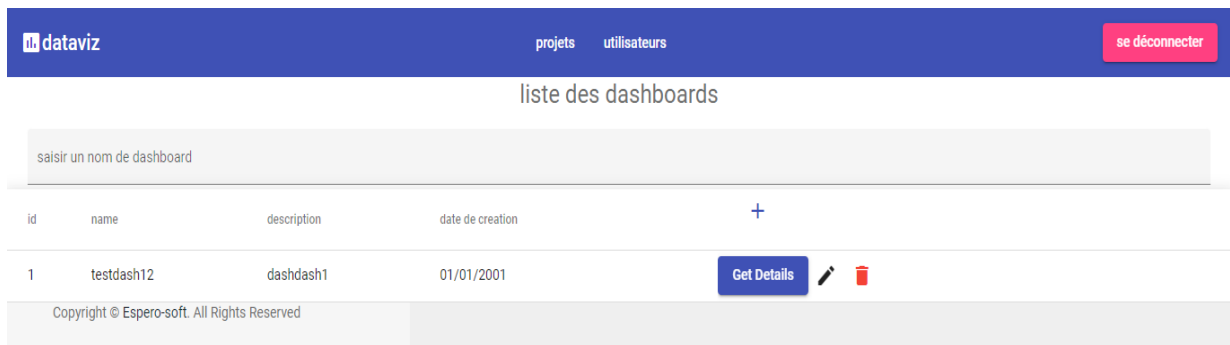 dataviz projets utilisateurs se déconnecter
liste des dashboards
saisir un nom de dashboard
id name description date de creation +
1 testdash12 dashdash1 01/01/2001 Get Details
Copyright © Espero-soft. All Rights Reserved